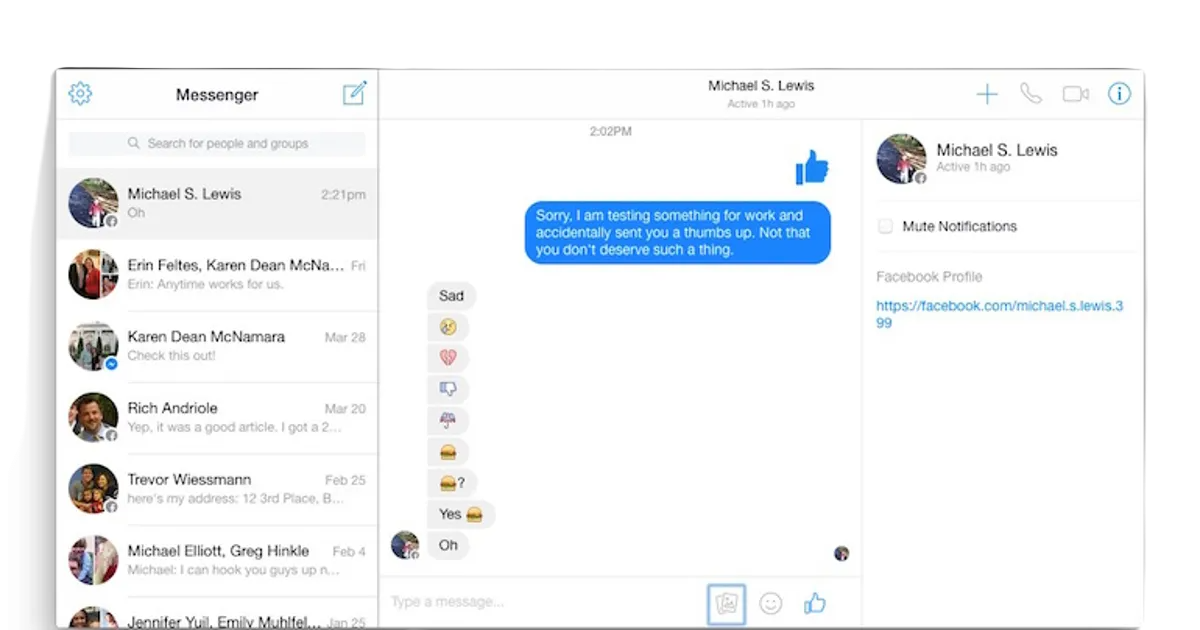 Messenger
Search for people and groups
Michael S. Lewis 2:21pm
Oh
Erin Feltes, Karen Dean McNa... Fri
Erin: Anytime works for us.
Karen Dean McNamara Mar 28
Check this out!
Rich Andriole Mar 20
Yep, it was a good article. I got a 2...
Trevor Wiessmann Feb 25
here's my address: 12 3rd Place, B...
Michael Elliott, Greg Hinkle Feb 4
Michael: I can hook you guys up n...
Jennifer Yuil, Emily Muhlfel... Jan 25
Michael S. Lewis
Active 1h ago
2:02PM
Sorry, I am testing something for work and
accidentally sent you a thumbs up. Not that
you don't deserve such a thing.
Sad
?
Yes
Oh
Type a message...
Michael S. Lewis
Active 1h ago
Mute Notifications
Facebook Profile
https://facebook.com/michael.s.lewis.3
99